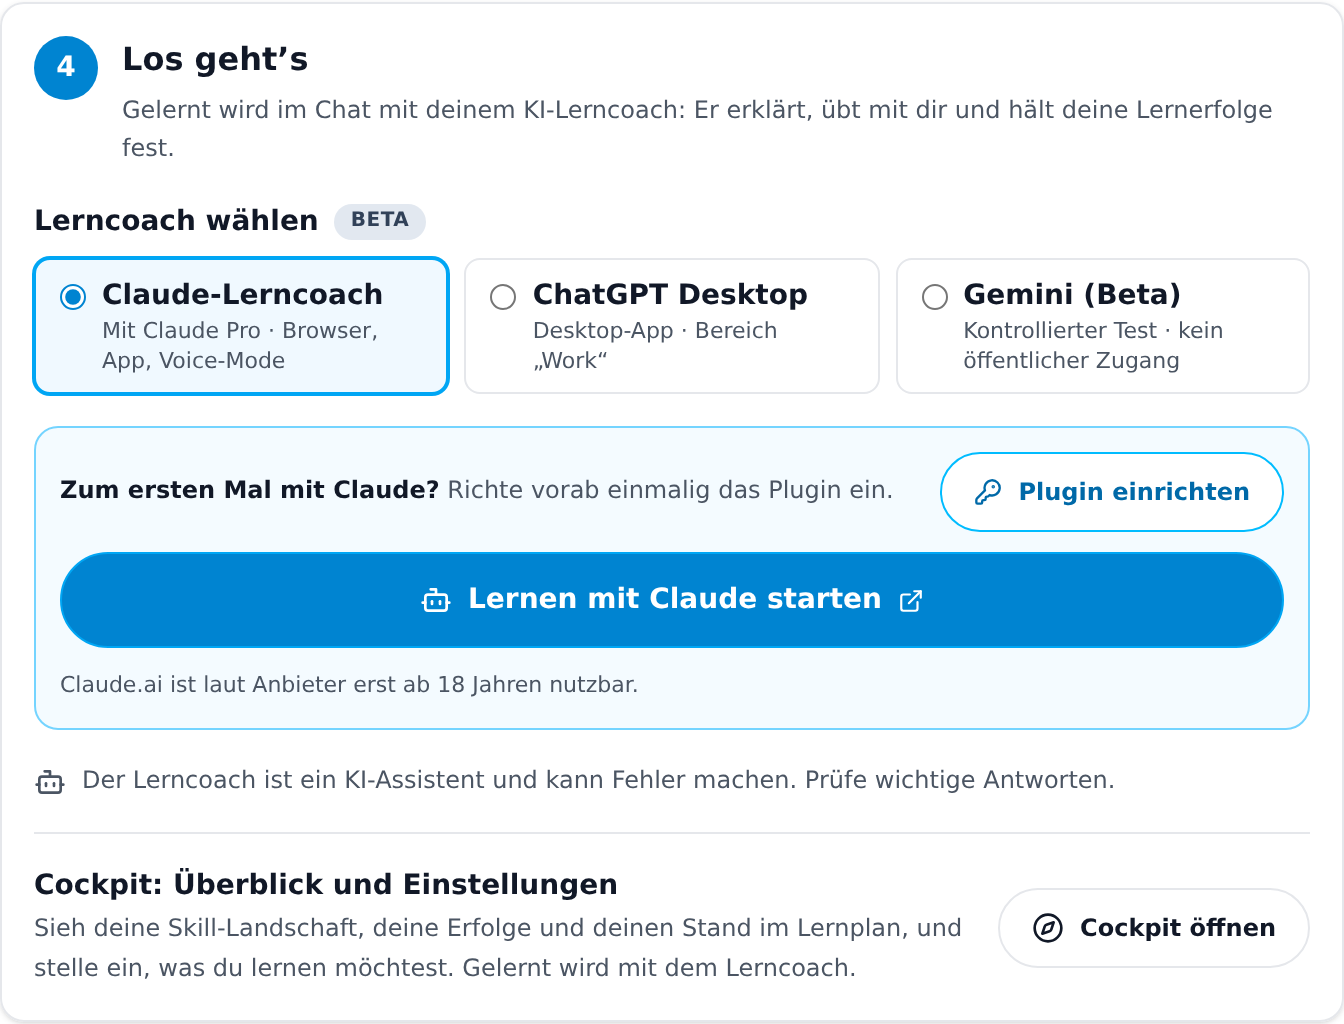 4
Los geht’s
Gelernt wird im Chat mit deinem KI-Lerncoach: Er erklärt, übt mit dir und hält deine Lernerfolge
fest.
Lerncoach wählen BETA
Claude-Lerncoach
Mit Claude Pro · Browser,
App, Voice-Mode
ChatGPT Desktop
Desktop-App · Bereich
„Work“
Gemini (Beta)
Kontrollierter Test · kein
öffentlicher Zugang
Zum ersten Mal mit Claude? Richte vorab einmalig das Plugin ein.
Plugin einrichten
Lernen mit Claude starten
Claude.ai ist laut Anbieter erst ab 18 Jahren nutzbar.
Der Lerncoach ist ein KI-Assistent und kann Fehler machen. Prüfe wichtige Antworten.
Cockpit: Überblick und Einstellungen
Sieh deine Skill-Landschaft, deine Erfolge und deinen Stand im Lernplan, und
stelle ein, was du lernen möchtest. Gelernt wird mit dem Lerncoach.
Cockpit öffnen